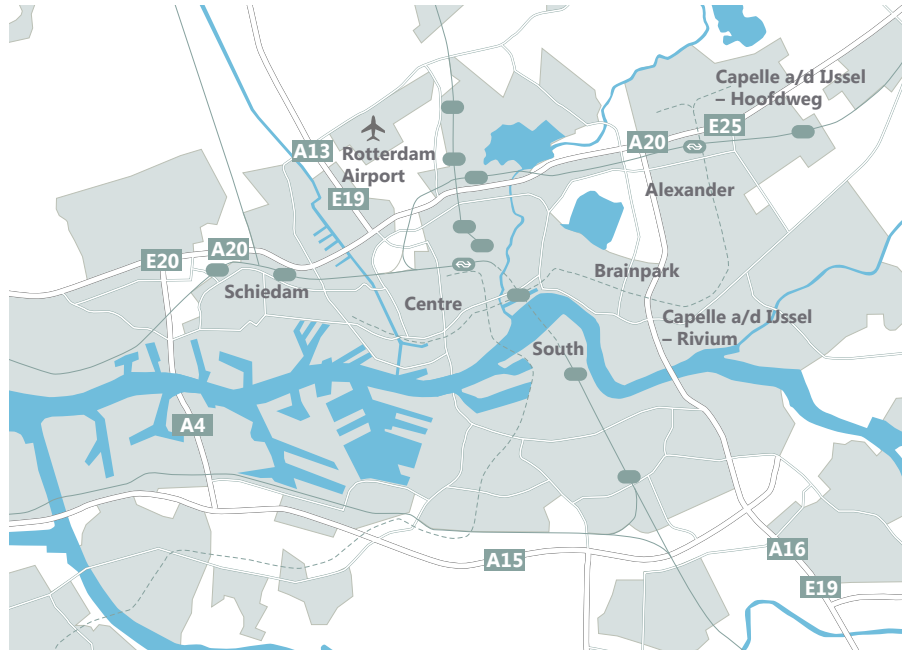 Capelle a/d IJssel
– Hoofdweg
E25
A20
A13
Rotterdam
Airport
Alexander
E19
A20
E20
Schiedam
Centre
Brainpark
Capelle a/d IJssel
– Rivium
South
A4
A15
A16
E19